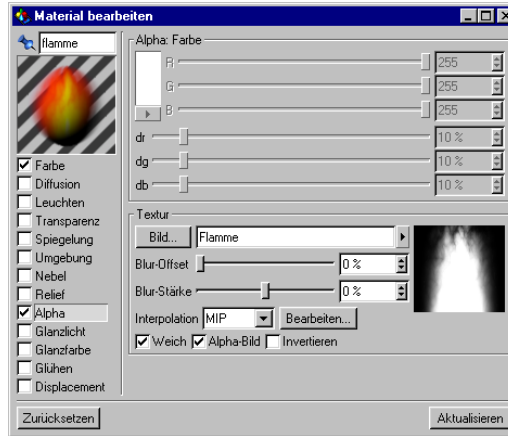 Material bearbeiten
flamme
Farbe
Diffusion
Leuchten
Transparenz
Spiegelung
Umgebung
Nebel
Relief
Alpha
Glanzlicht
Glanzfarbe
Glühen
Displacement
Alpha: Farbe
R 255
G 255
B 255
dr 10 %
dg 10 %
db 10 %
Textur
Bild... Flamme
Blur-Offset 0 %
Blur-Stärke 0 %
Interpolation MIP Bearbeiten...
Weich Alpha-Bild Invertieren
Zurücksetzen Aktualisieren